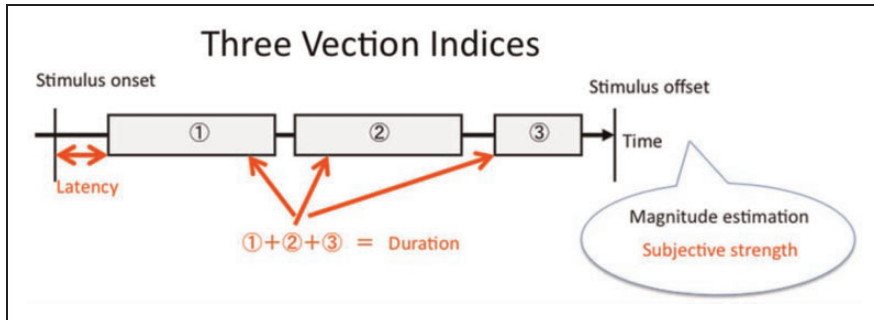 Three Vection Indices
Stimulus onset
Stimulus offset
① ② ③
Time
Latency
①+②+③ = Duration
Magnitude estimation
Subjective strength